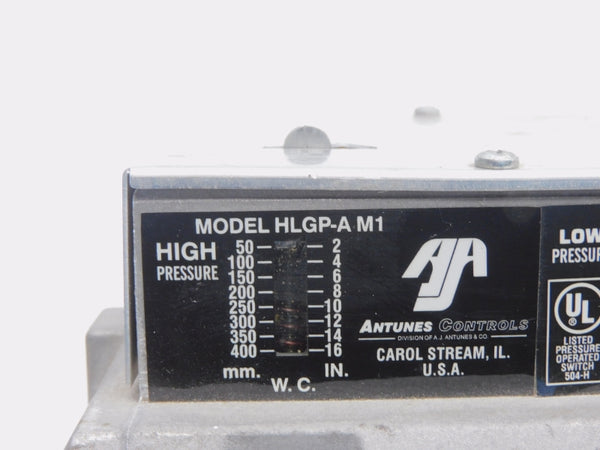 MODEL HLGP-A M1
HIGH
PRESSURE
50 2
100 4
150 6
200 8
250 10
300 12
350 14
400 16
mm. IN.
W. C.
AJA
ANTUNES CONTROLS
DIVISION OF A.J. ANTUNES & CO.
CAROL STREAM, IL.
U.S.A.
LOW
PRESSUR
UL
LISTED
PRESSURE
OPERATED
SWITCH
504-H